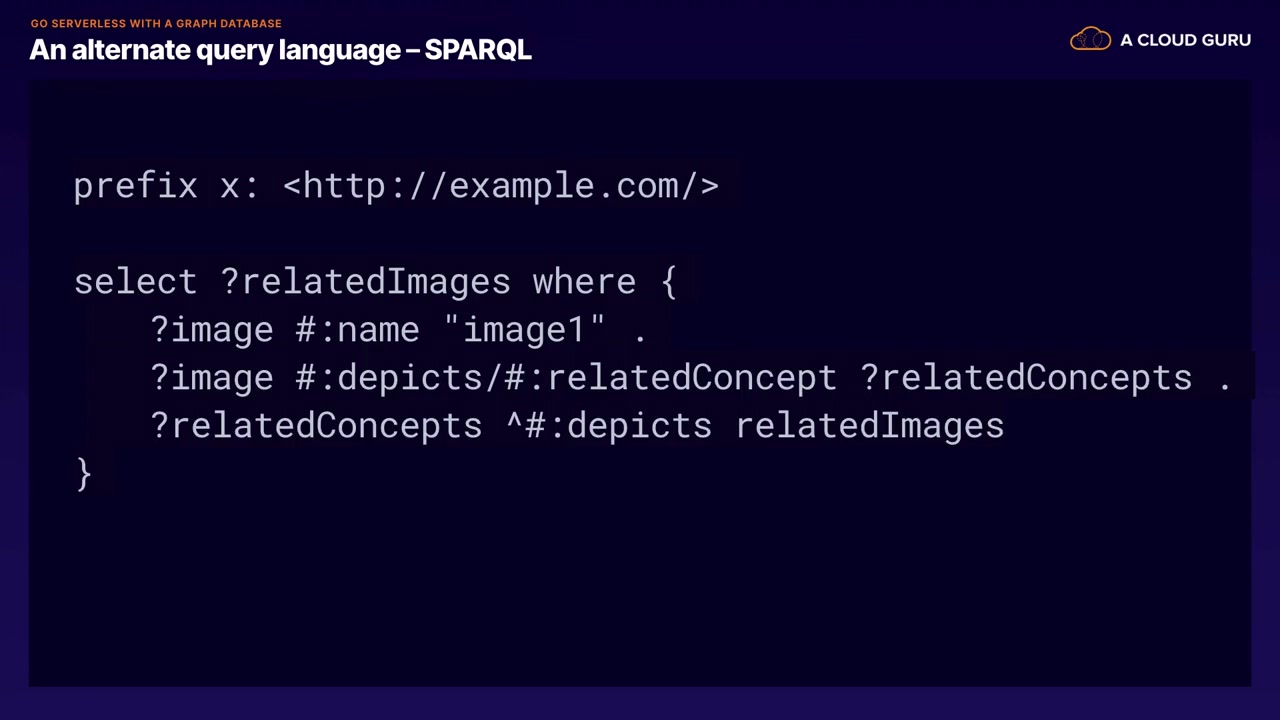 GO SERVERLESS WITH A GRAPH DATABASE
An alternate query language – SPARQL
A CLOUD GURU
prefix x: <http://example.com/>
select ?relatedImages where {
?image #:name "image1" .
?image #:depicts/#:relatedConcept ?relatedConcepts .
?relatedConcepts ^#:depicts relatedImages
}